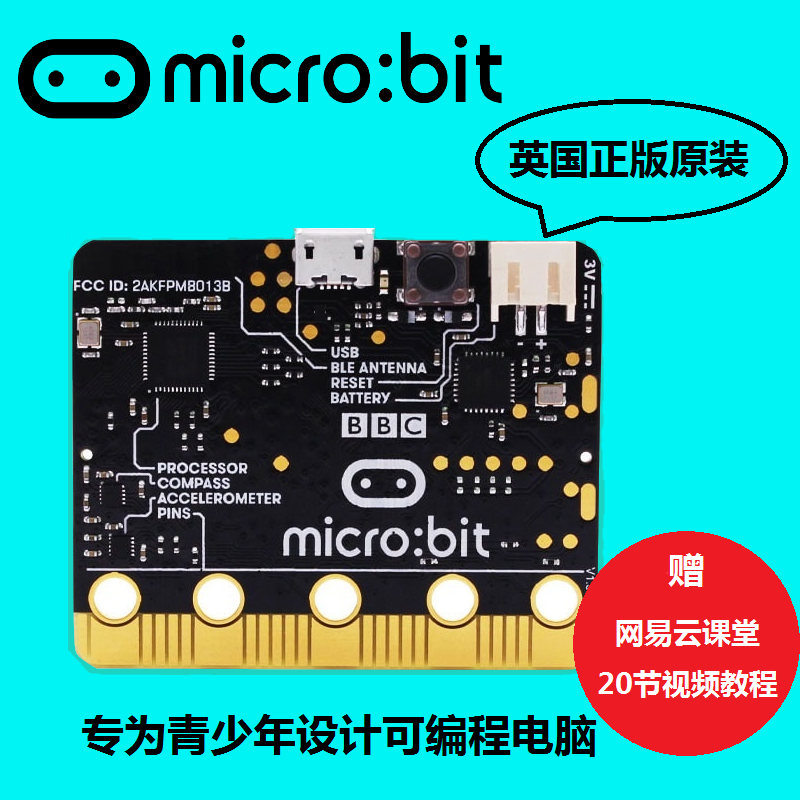 micro:bit
英国正版原装
FCC ID: 2AKFPMB013B
3V
- +
USB
BLE ANTENNA
RESET
BATTERY
BBC
PROCESSOR
COMPASS
ACCELEROMETER
PINS
micro:bit
赠
网易云课堂
20节视频教程
专为青少年设计可编程电脑